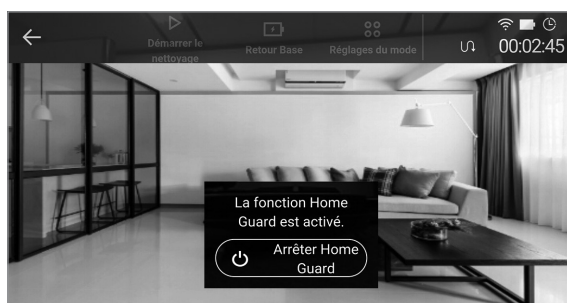 Démarrer le
nettoyage
Retour Base
Réglages du mode
00:02:45
La fonction Home
Guard est activé.
Arrêter Home
Guard